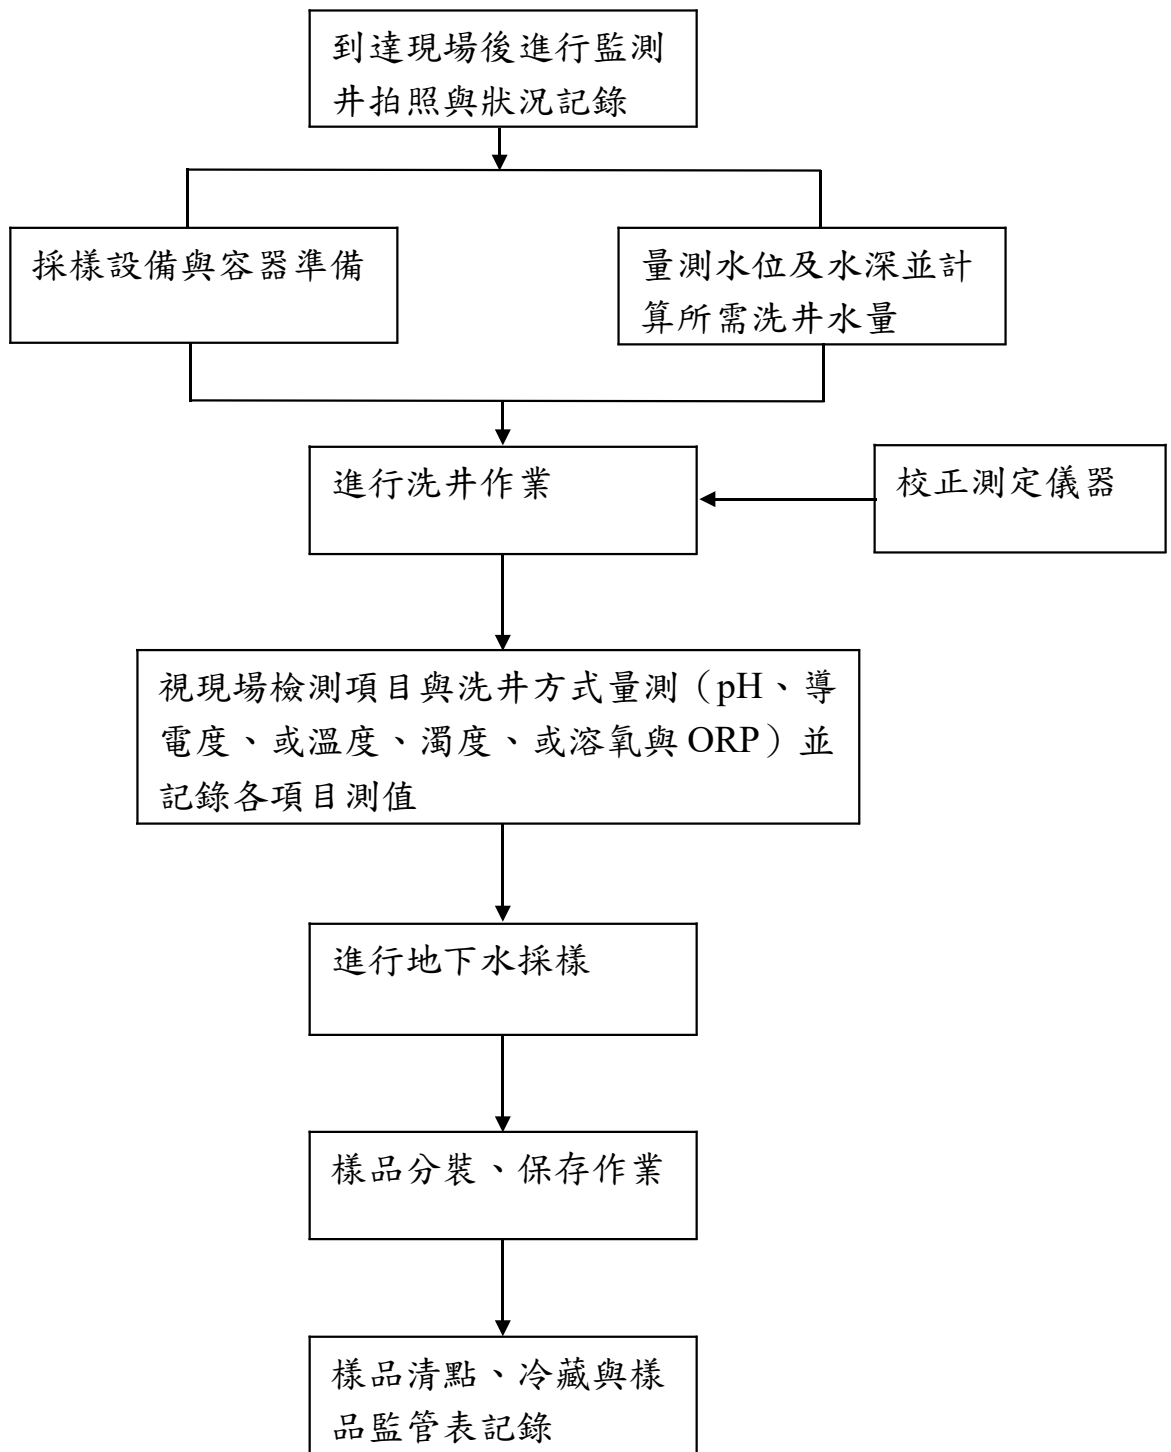 到達現場後進行監測
井拍照與狀況記錄
採樣設備與容器準備
量測水位及水深並計
算所需洗井水量
進行洗井作業
校正測定儀器
視現場檢測項目與洗井方式量測（pH、導
電度、或溫度、濁度、或溶氧與 ORP）並
記錄各項目測值
進行地下水採樣
樣品分裝、保存作業
樣品清點、冷藏與樣
品監管表記錄